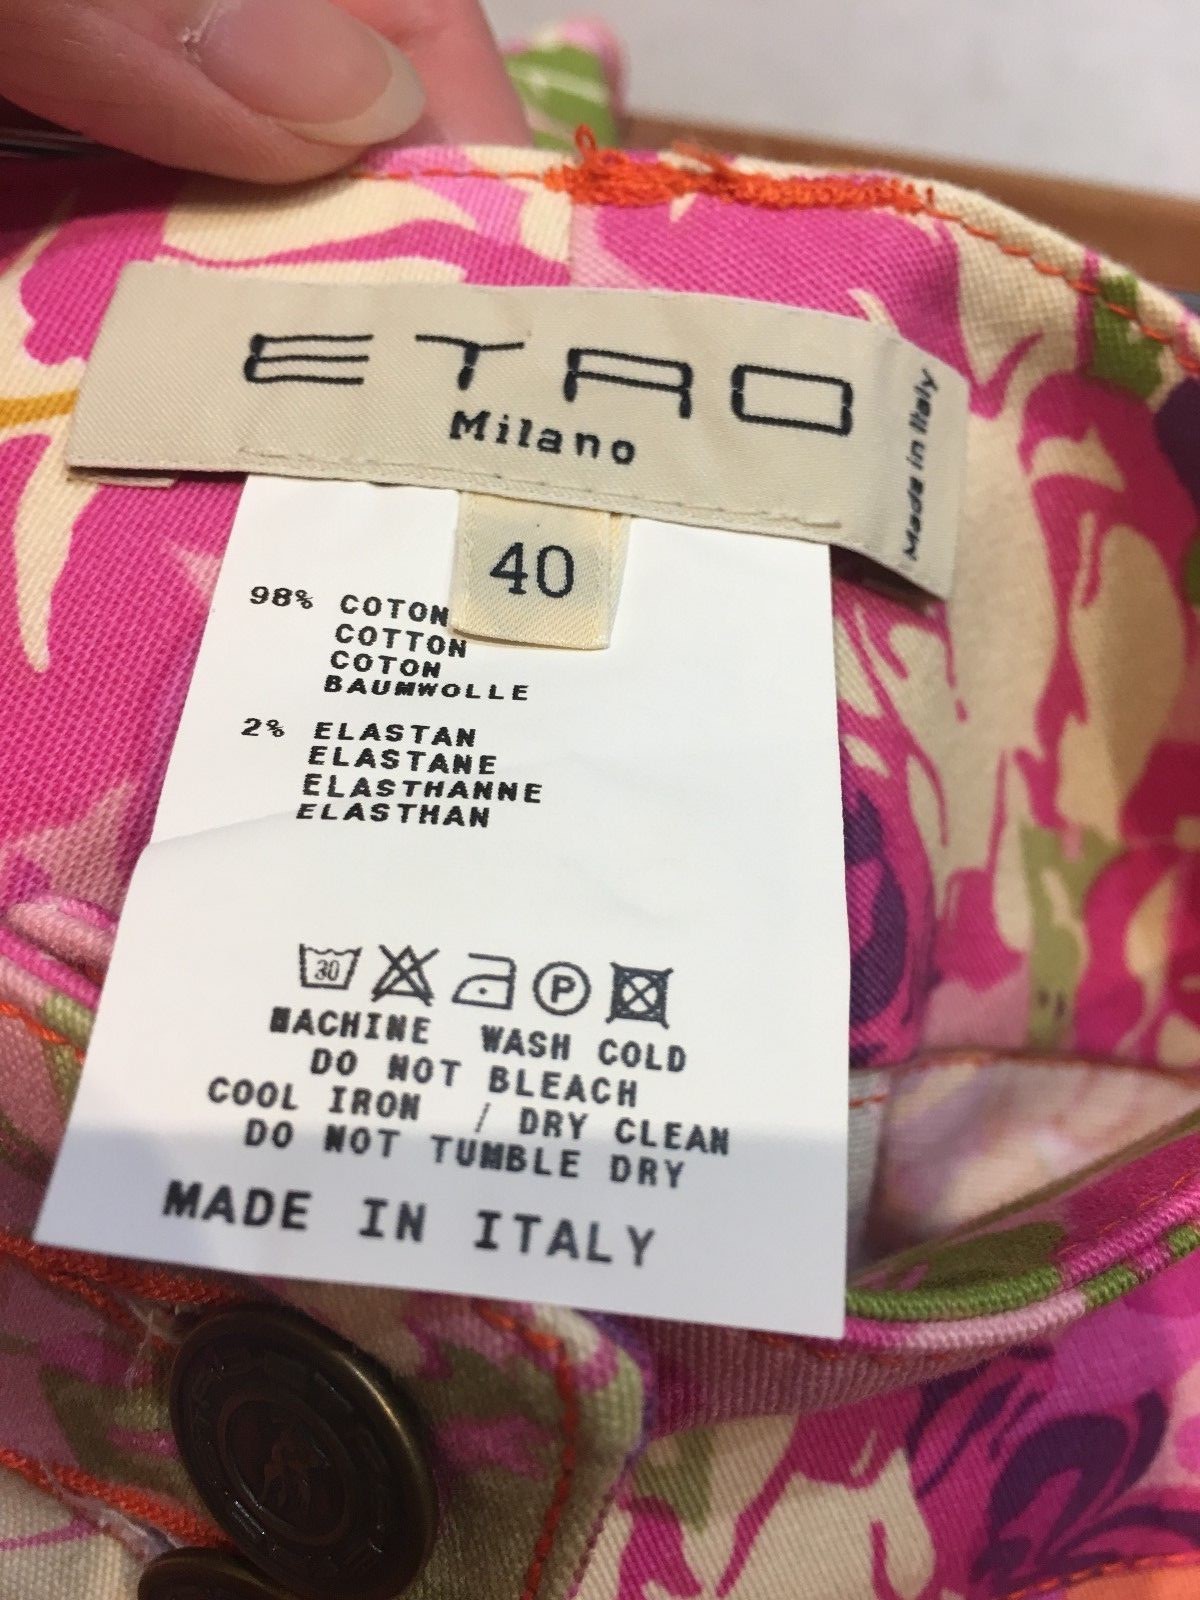 ETRO
Milano
Made in Italy
40
98% COTON
COTTON
COTON
BAUMWOLLE
2% ELASTAN
ELASTANE
ELASTHANNE
ELASTHAN
30
P
MACHINE WASH COLD
DO NOT BLEACH
COOL IRON / DRY CLEAN
DO NOT TUMBLE DRY
MADE IN ITALY